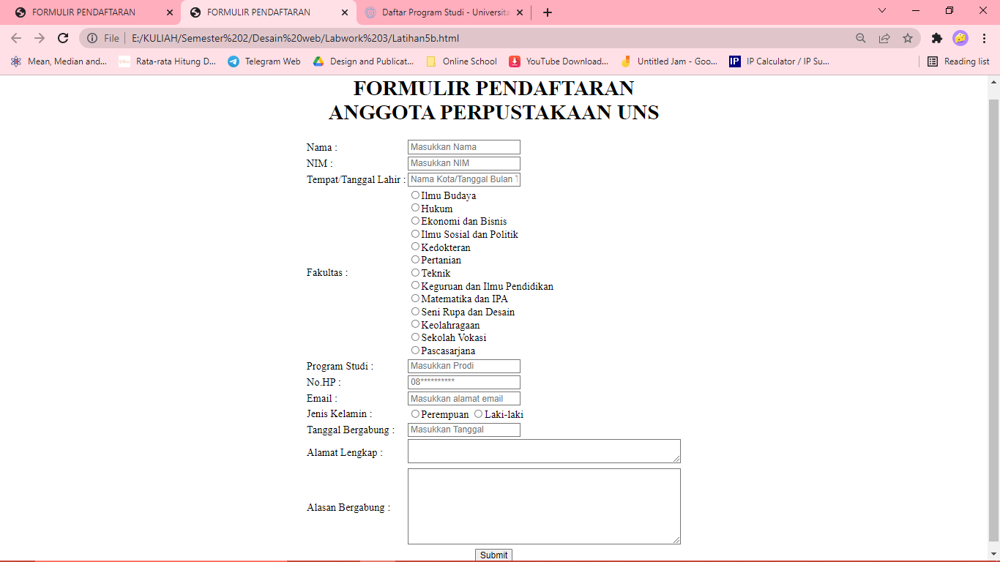 FORMULIR PENDAFTARAN
FORMULIR PENDAFTARAN
Daftar Program Studi - Universita
File
E:/KULIAH/Semester%202/Desain%20web/Labwork%203/Latihan5b.html
Mean, Median and...
Rata-rata Hitung D...
Telegram Web
Design and Publicat...
Online School
YouTube Download...
Untitled Jam - Goo...
IP
IP Calculator / IP Su...
Reading list
FORMULIR PENDAFTARAN
ANGGOTA PERPUSTAKAAN UNS
Nama : Masukkan Nama
NIM : Masukkan NIM
Tempat/Tanggal Lahir : Nama Kota/Tanggal Bulan T
Fakultas :
Ilmu Budaya
Hukum
Ekonomi dan Bisnis
Ilmu Sosial dan Politik
Kedokteran
Pertanian
Teknik
Keguruan dan Ilmu Pendidikan
Matematika dan IPA
Seni Rupa dan Desain
Keolahragaan
Sekolah Vokasi
Pascasarjana
Program Studi : Masukkan Prodi
No.HP : 08**********
Email : Masukkan alamat email
Jenis Kelamin : Perempuan Laki-laki
Tanggal Bergabung : Masukkan Tanggal
Alamat Lengkap :
Alasan Bergabung :
Submit